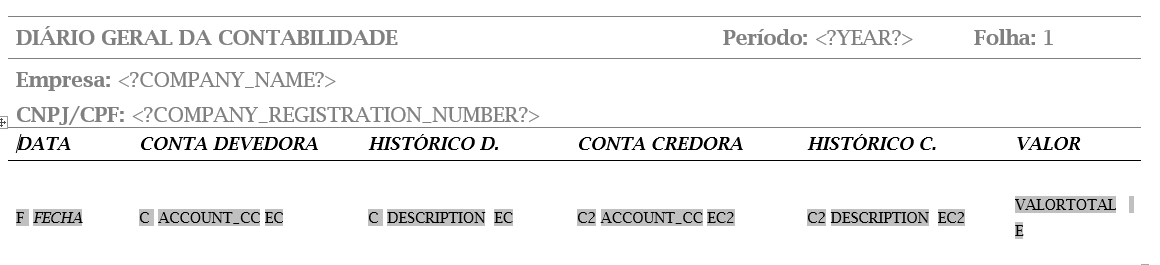 DIÁRIO GERAL DA CONTABILIDADE Período: <?YEAR?> Folha: 1
Empresa: <?COMPANY_NAME?>
CNPJ/CPF: <?COMPANY_REGISTRATION_NUMBER?>
DATA CONTA DEVEDORA HISTÓRICO D. CONTA CREDORA HISTÓRICO C. VALOR
F FECHA C ACCOUNT_CC EC C DESCRIPTION EC C2 ACCOUNT_CC EC2 C2 DESCRIPTION EC2 VALORTOTAL
E